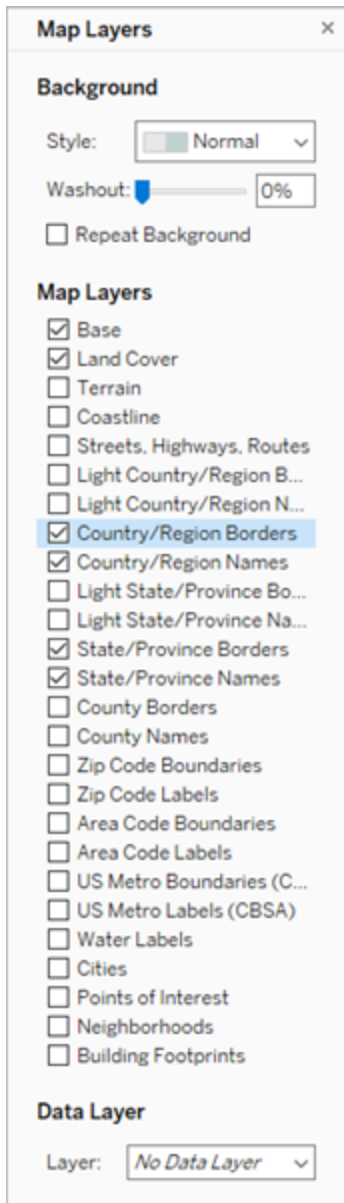 Map Layers
Background
Style: Normal
Washout: 0%
Repeat Background
Map Layers
Base
Land Cover
Terrain
Coastline
Streets, Highways, Routes
Light Country/Region B...
Light Country/Region N...
Country/Region Borders
Country/Region Names
Light State/Province Bo...
Light State/Province Na...
State/Province Borders
State/Province Names
County Borders
County Names
Zip Code Boundaries
Zip Code Labels
Area Code Boundaries
Area Code Labels
US Metro Boundaries (C...
US Metro Labels (CBSA)
Water Labels
Cities
Points of Interest
Neighborhoods
Building Footprints
Data Layer
Layer: No Data Layer